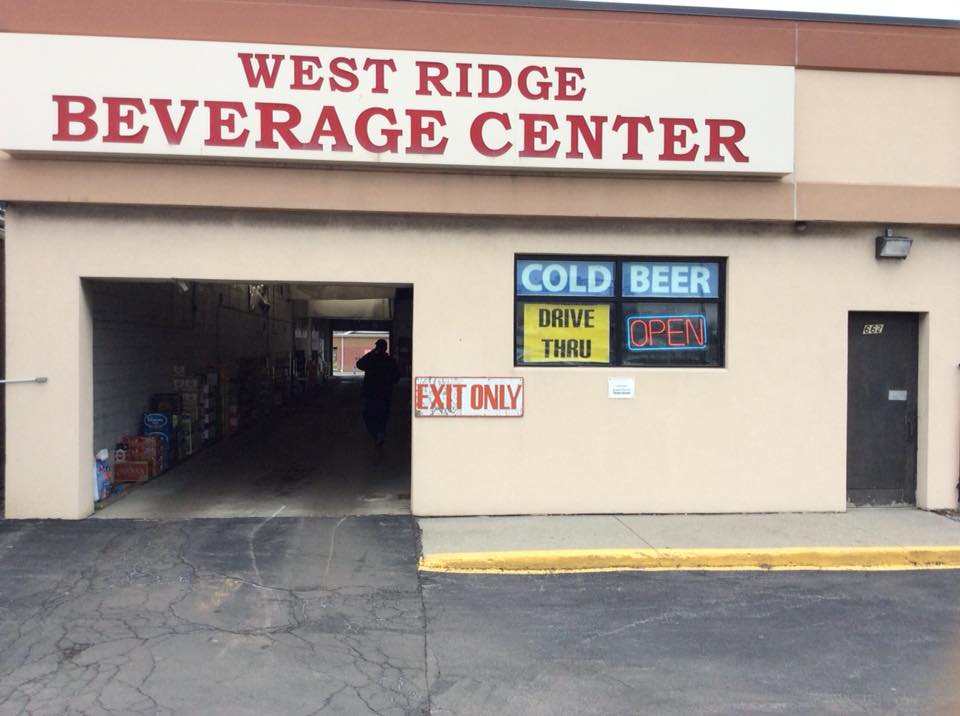 WEST RIDGE
BEVERAGE CENTER
COLD BEER
DRIVE
THRU
OPEN
EXIT ONLY
662